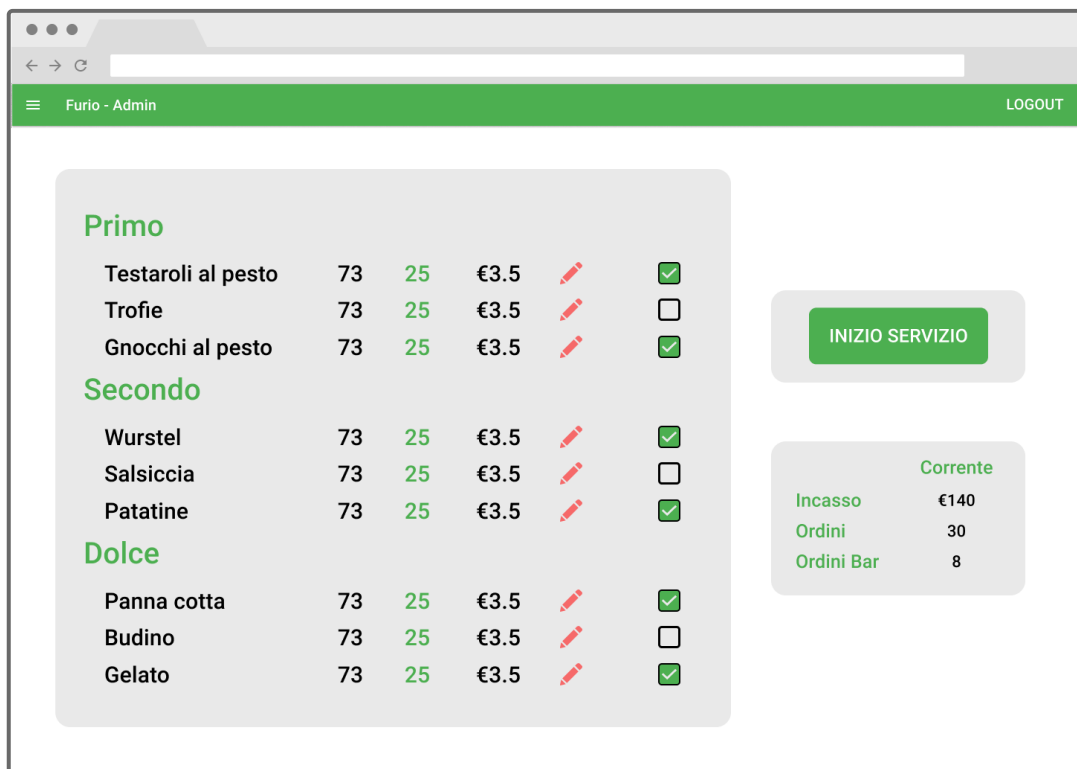 Furio - Admin LOGOUT
Primo
Testaroli al pesto 73 25 €3.5
Trofie 73 25 €3.5
Gnocchi al pesto 73 25 €3.5
Secondo
Wurstel 73 25 €3.5
Salsiccia 73 25 €3.5
Patatine 73 25 €3.5
Dolce
Panna cotta 73 25 €3.5
Budino 73 25 €3.5
Gelato 73 25 €3.5
INIZIO SERVIZIO
Corrente
Incasso €140
Ordini 30
Ordini Bar 8